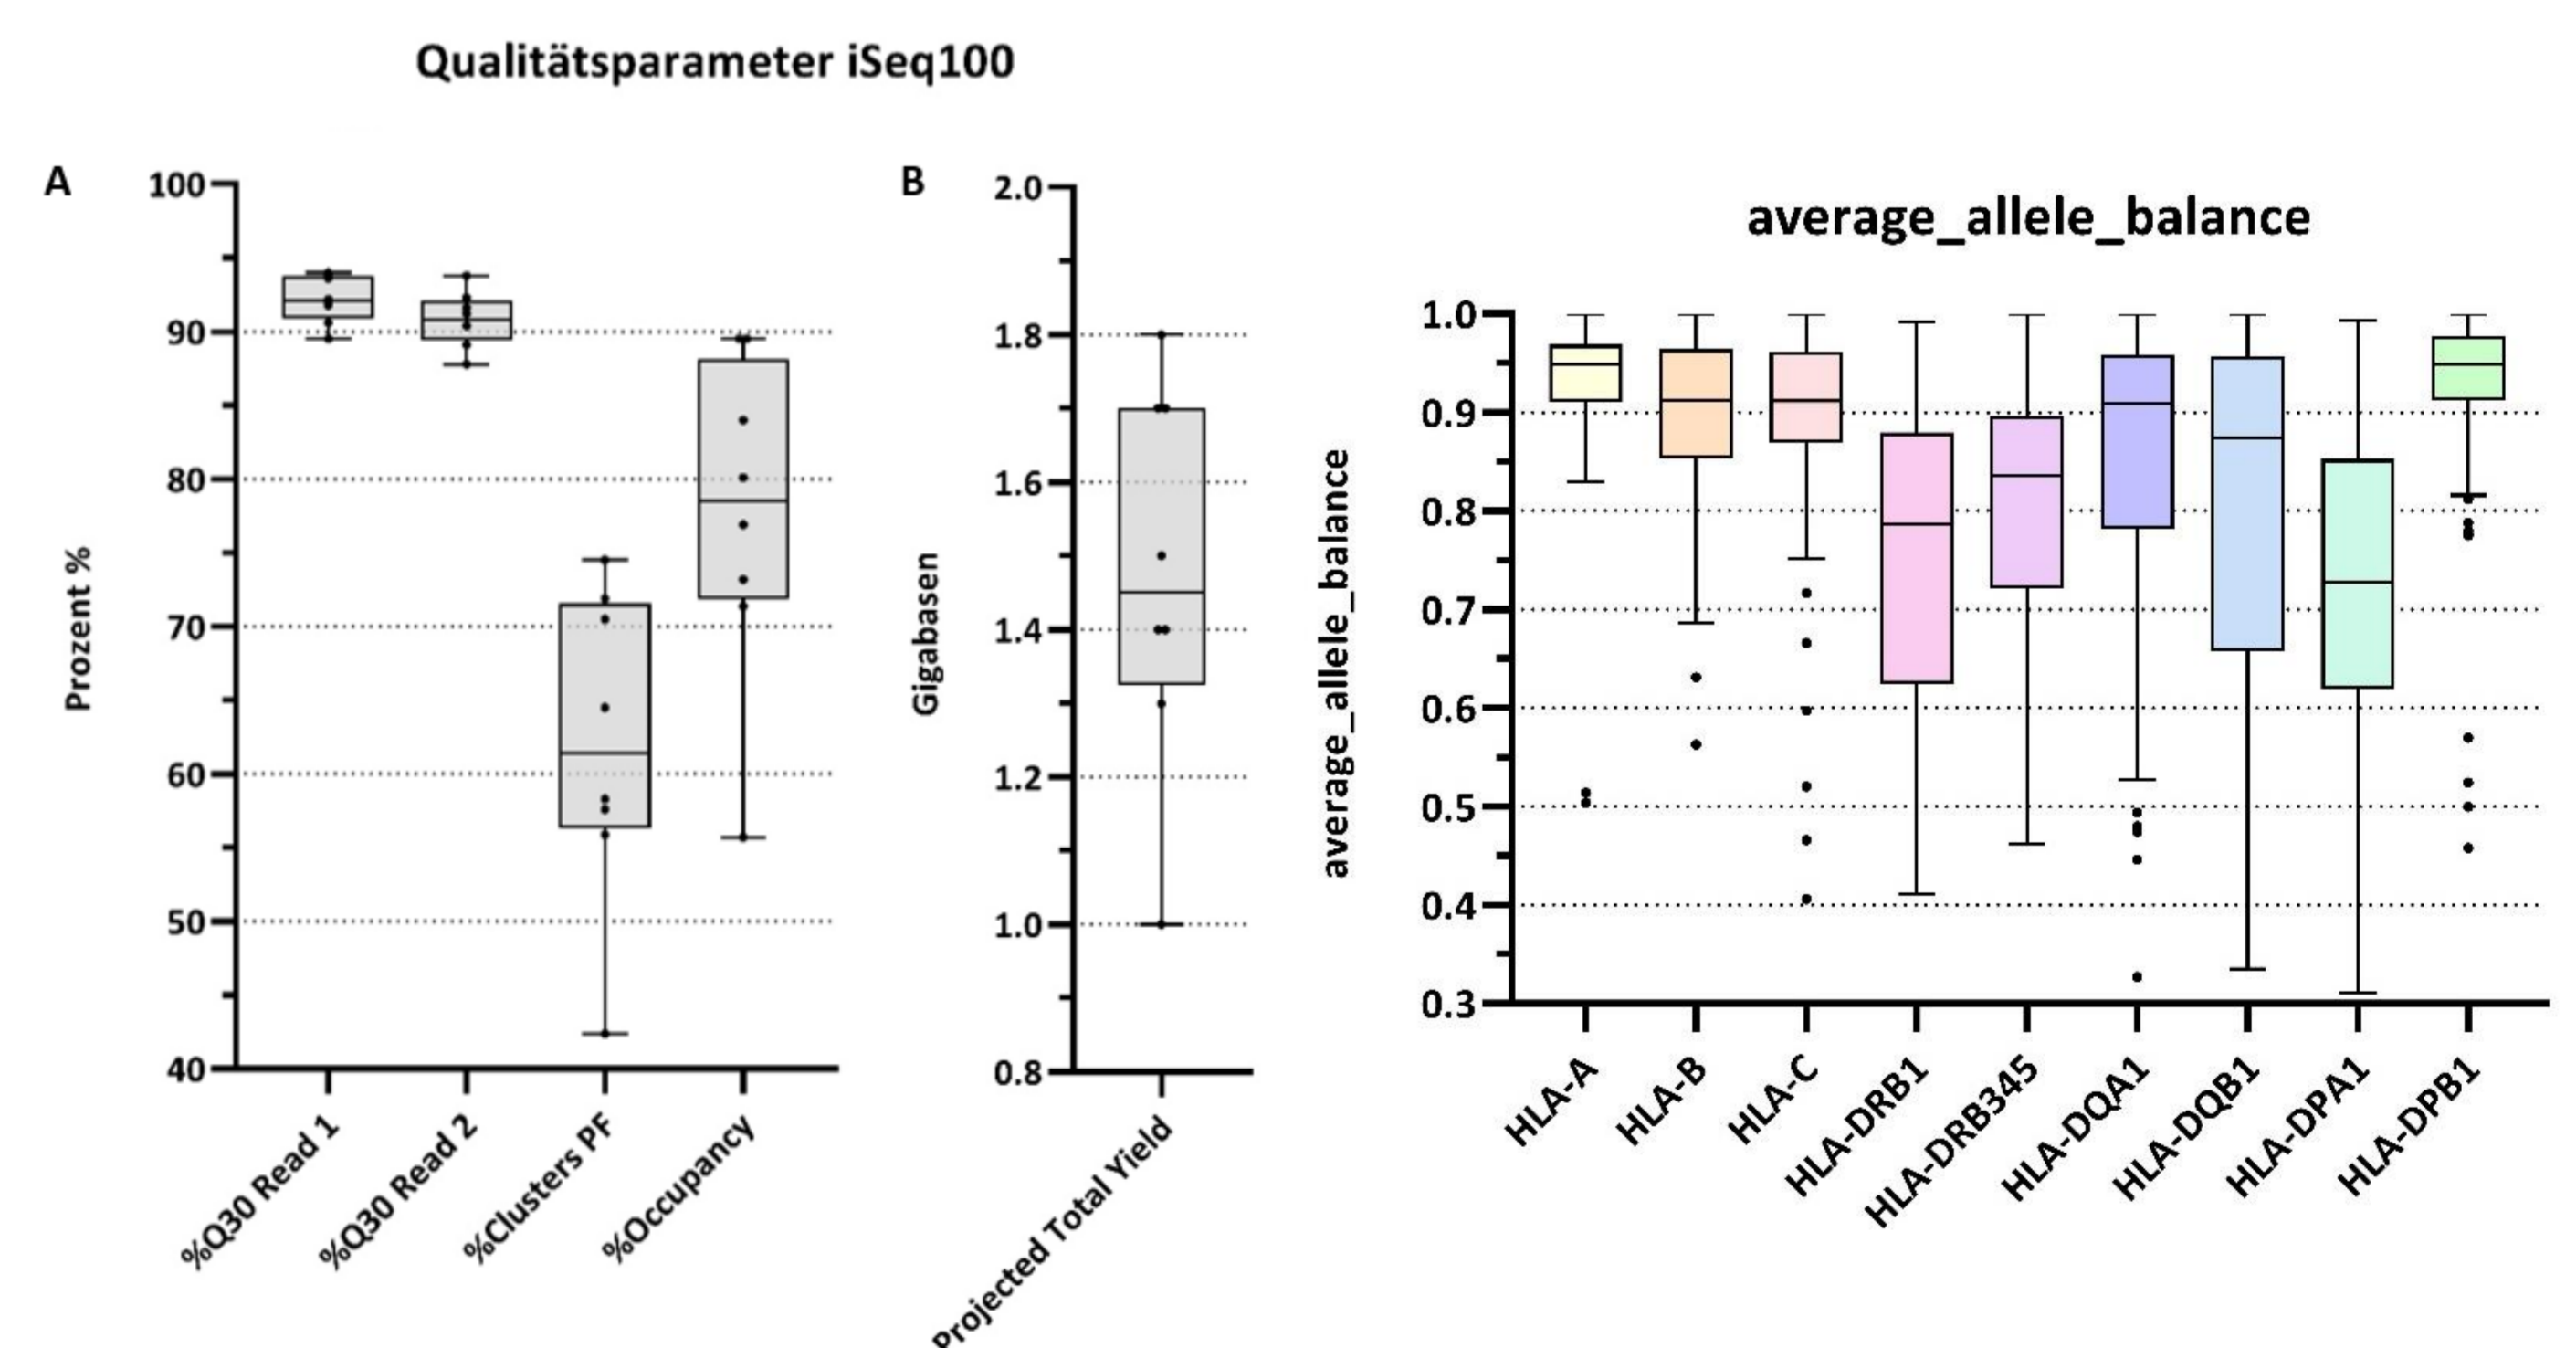 Qualitätsparameter iSeq100
A
Prozent %
100
90
80
70
60
50
40
%Q30 Read 1
%Q30 Read 2
%Clusters PF
%Occupancy
B
Gigabasen
2.0
1.8
1.6
1.4
1.2
1.0
0.8
Projected Total Yield
average_allele_balance
average_allele_balance
1.0
0.9
0.8
0.7
0.6
0.5
0.4
0.3
HLA-A
HLA-B
HLA-C
HLA-DRB1
HLA-DRB345
HLA-DQA1
HLA-DQB1
HLA-DPA1
HLA-DPB1